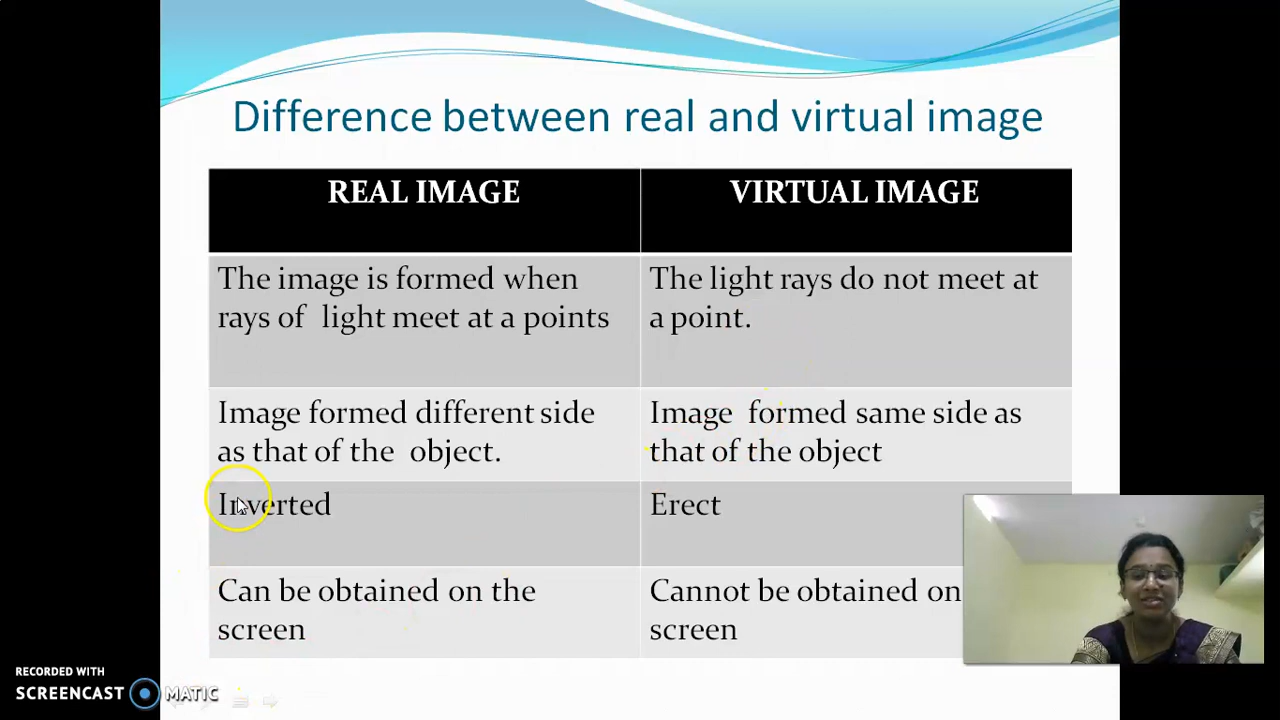 Difference between real and virtual image
REAL IMAGE
VIRTUAL IMAGE
The image is formed when
rays of light meet at a points
The light rays do not meet at
a point.
Image formed different side
as that of the object.
Image formed same side as
that of the object
Inverted
Erect
Can be obtained on the
screen
Cannot be obtained on
screen
RECORDED WITH
SCREENCAST MATIC